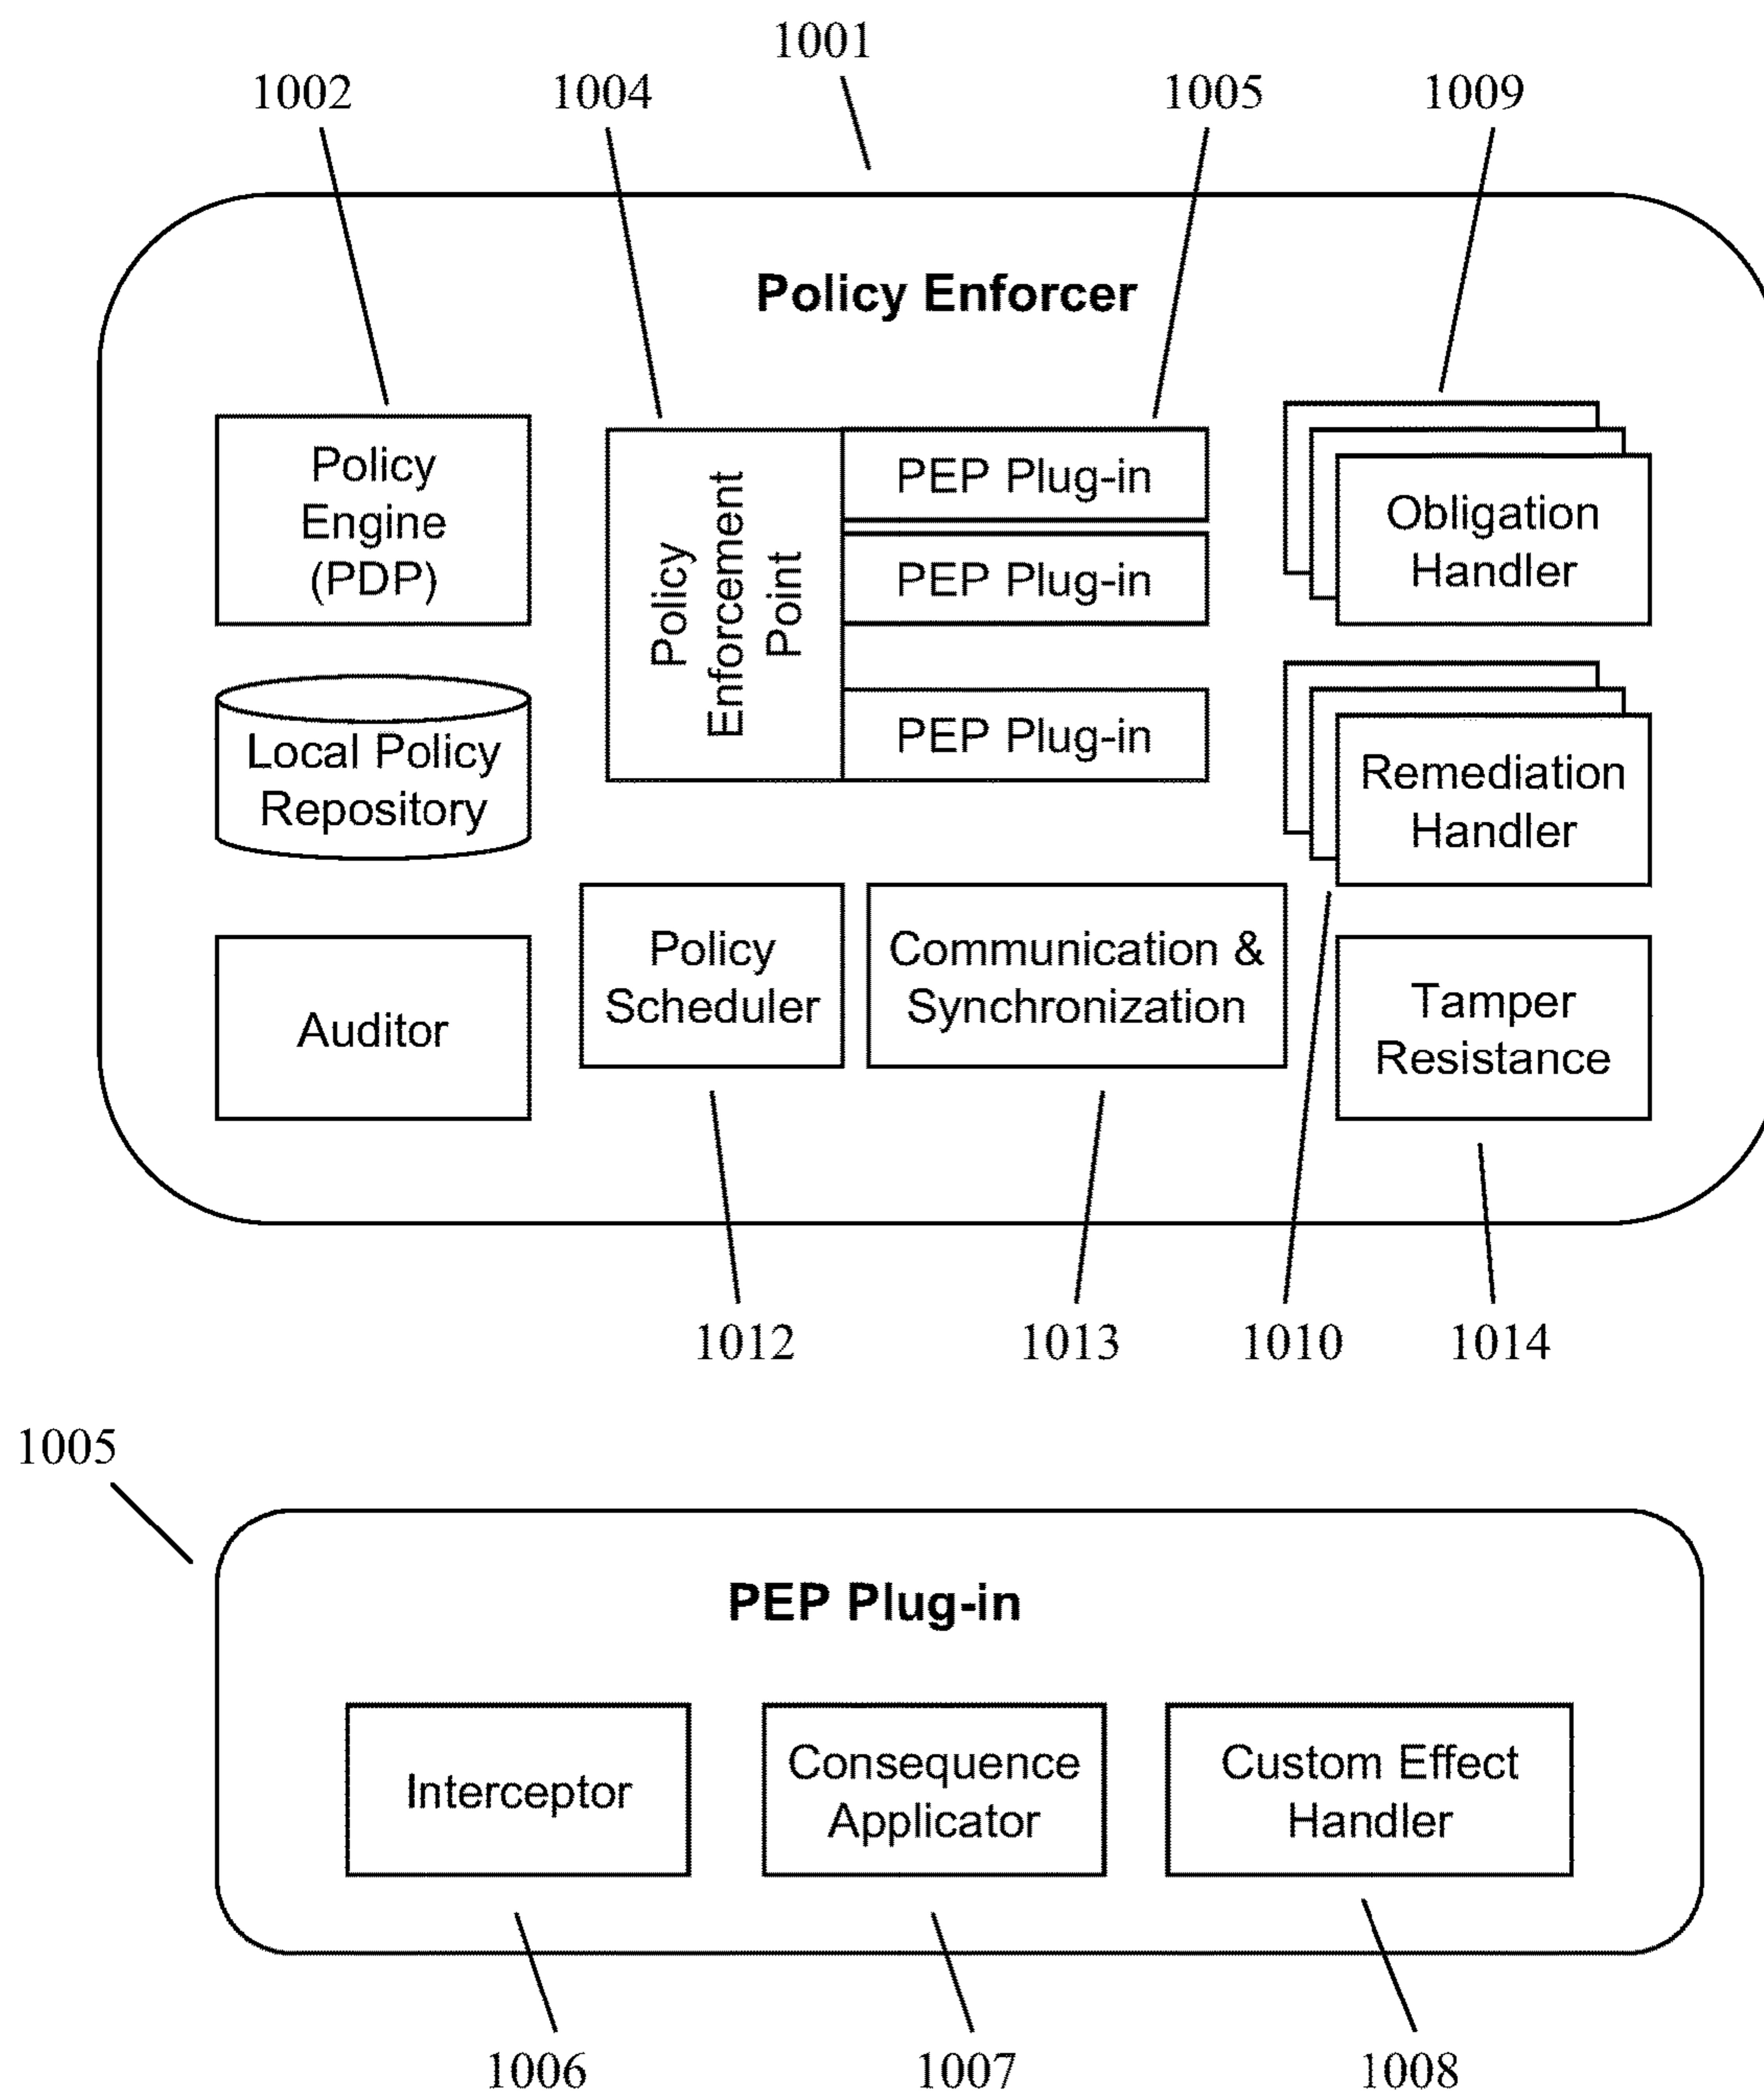 1001
1002
1004
1005
1009
Policy Enforcer
Policy
Engine
(PDP)
Policy
Enforcement
Point
PEP Plug-in
PEP Plug-in
PEP Plug-in
Obligation
Handler
Local Policy
Repository
Remediation
Handler
Auditor
Policy
Scheduler
Communication &
Synchronization
Tamper
Resistance
1012
1013
1010
1014
1005
PEP Plug-in
Interceptor
Consequence
Applicator
Custom Effect
Handler
1006
1007
1008